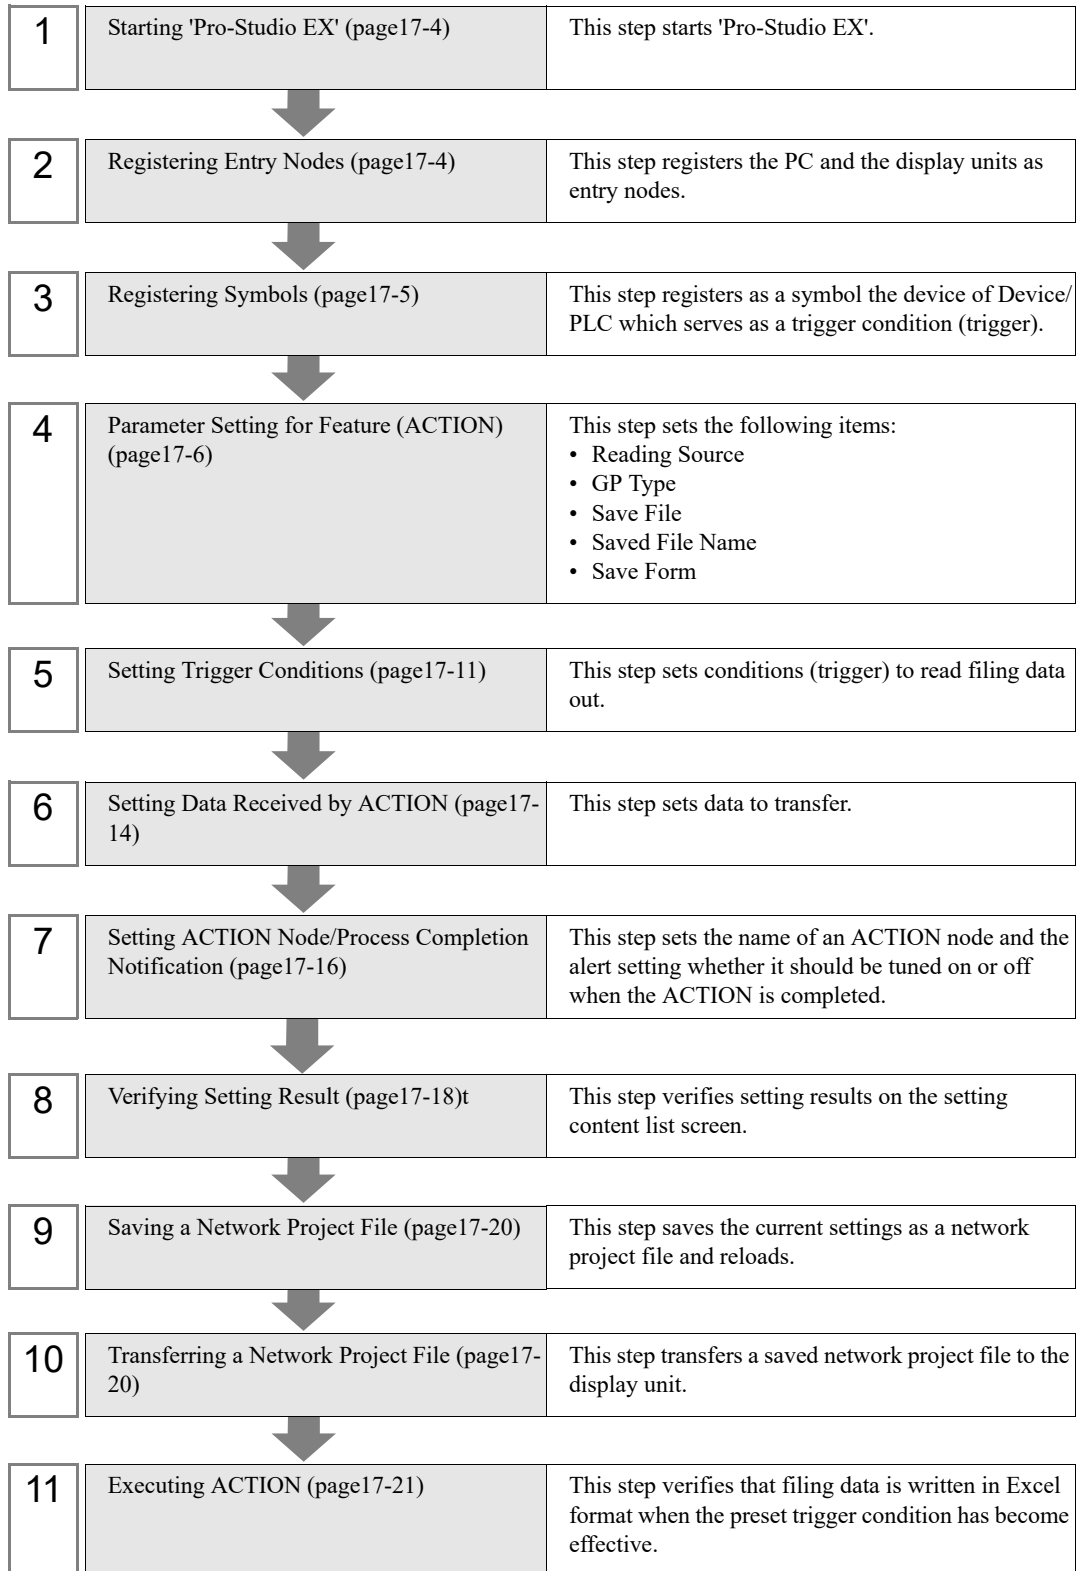 1
Starting 'Pro-Studio EX' (page17-4)
This step starts 'Pro-Studio EX'.
2
Registering Entry Nodes (page17-4)
This step registers the PC and the display units as
entry nodes.
3
Registering Symbols (page17-5)
This step registers as a symbol the device of Device/
PLC which serves as a trigger condition (trigger).
4
Parameter Setting for Feature (ACTION)
(page17-6)
This step sets the following items:
• Reading Source
• GP Type
• Save File
• Saved File Name
• Save Form
5
Setting Trigger Conditions (page17-11)
This step sets conditions (trigger) to read filing data
out.
6
Setting Data Received by ACTION (page17-
14)
This step sets data to transfer.
7
Setting ACTION Node/Process Completion
Notification (page17-16)
This step sets the name of an ACTION node and the
alert setting whether it should be tuned on or off
when the ACTION is completed.
8
Verifying Setting Result (page17-18)t
This step verifies setting results on the setting
content list screen.
9
Saving a Network Project File (page17-20)
This step saves the current settings as a network
project file and reloads.
10
Transferring a Network Project File (page17-
20)
This step transfers a saved network project file to the
display unit.
11
Executing ACTION (page17-21)
This step verifies that filing data is written in Excel
format when the preset trigger condition has become
effective.